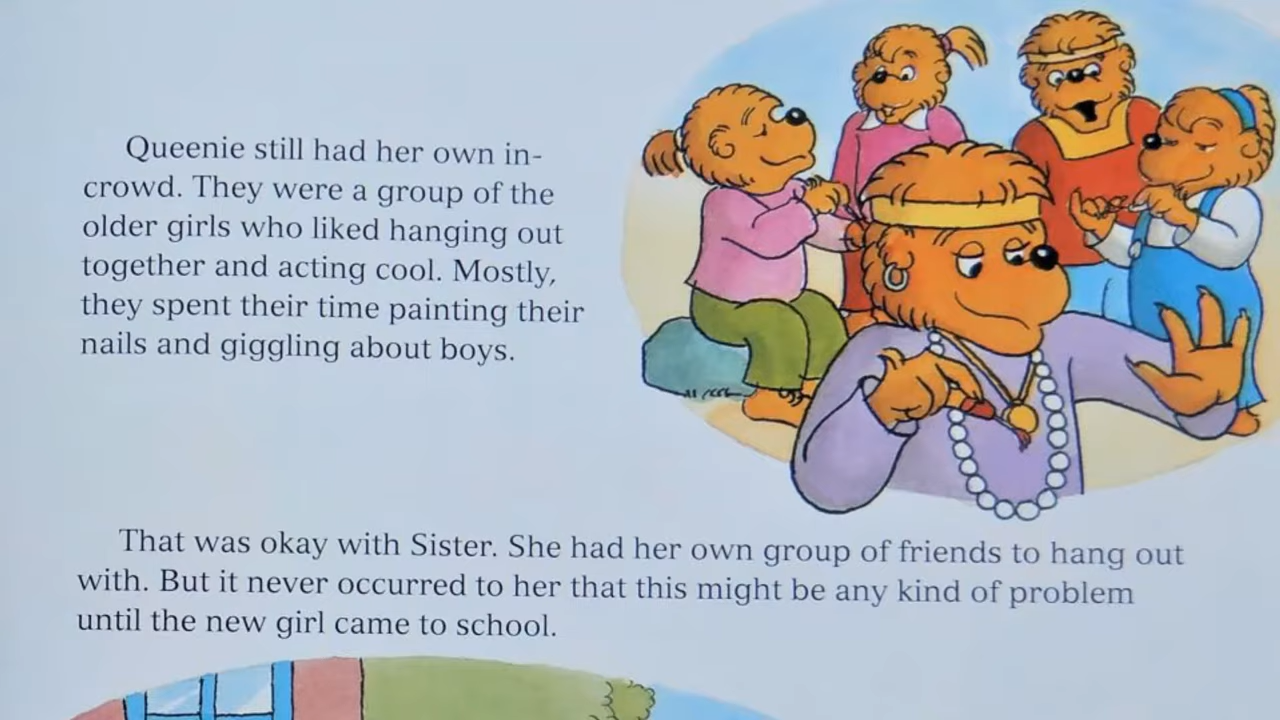 Queenie still had her own in-
crowd. They were a group of the
older girls who liked hanging out
together and acting cool. Mostly,
they spent their time painting their
nails and giggling about boys.
That was okay with Sister. She had her own group of friends to hang out
with. But it never occurred to her that this might be any kind of problem
until the new girl came to school.